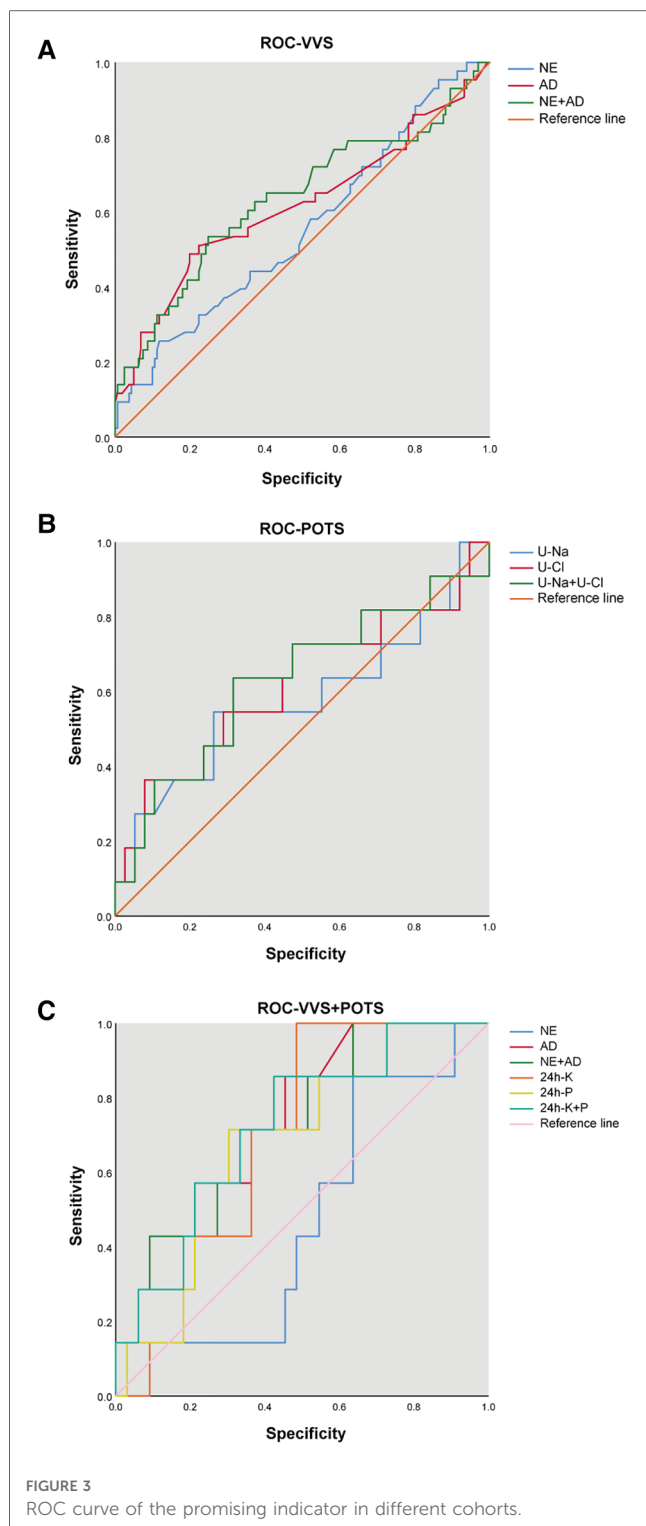 A
ROC-VVS
NE
AD
NE+AD
Reference line
Sensitivity
1.0
0.8
0.6
0.4
0.2
0.0
0.0 0.2 0.4 0.6 0.8 1.0
Specificity
B
ROC-POTS
U-Na
U-Cl
U-Na+U-Cl
Reference line
Sensitivity
1.0
0.8
0.6
0.4
0.2
0.0
0.0 0.2 0.4 0.6 0.8 1.0
Specificity
C
ROC-VVS+POTS
NE
AD
NE+AD
24h-K
24h-P
24h-K+P
Reference line
Sensitivity
1.0
0.8
0.6
0.4
0.2
0.0
0.0 0.2 0.4 0.6 0.8 1.0
Specificity
FIGURE 3
ROC curve of the promising indicator in different cohorts.